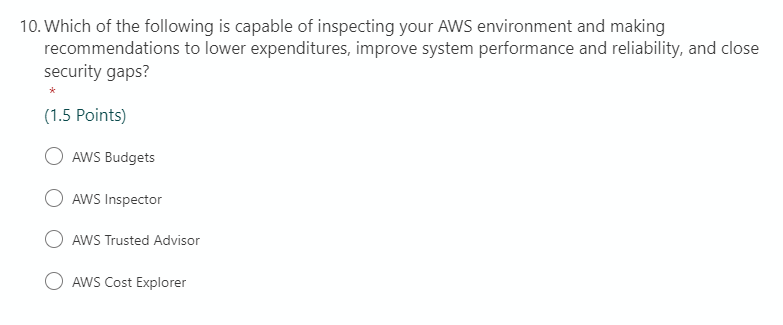 10. Which of the following is capable of inspecting your AWS environment and making
recommendations to lower expenditures, improve system performance and reliability, and close
security gaps?
*
(1.5 Points)
AWS Budgets
AWS Inspector
AWS Trusted Advisor
AWS Cost Explorer